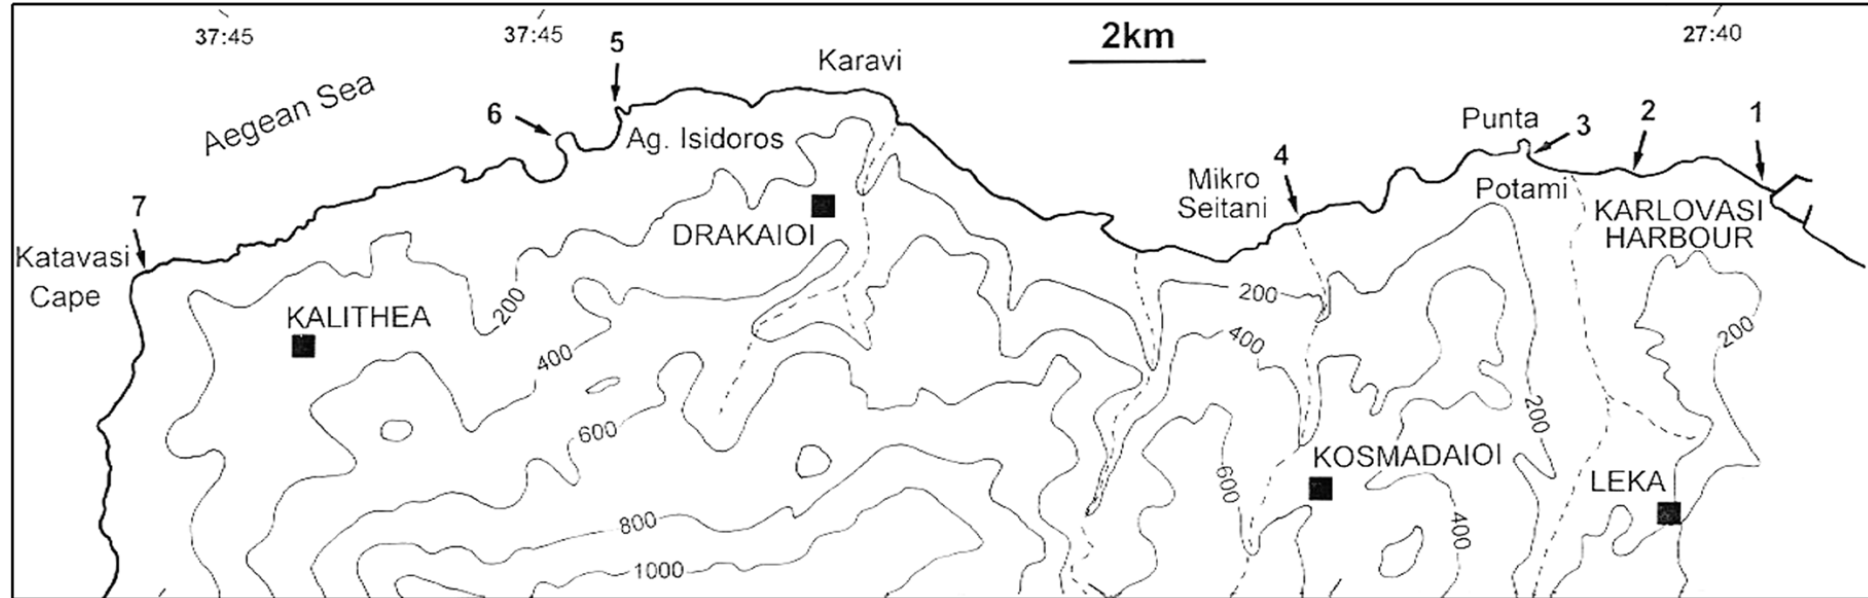 37:45
37:45
5
2km
27:40
Karavi
Aegean Sea
6
Ag. Isidoros
Punta
3
2
1
4
Mikro
Seitani
Potami
7
KARLOVASI
HARBOUR
DRAKAIOI
Katavasi
Cape
KALITHEA
200
200
200
400
400
600
200
KOSMADAIOI
600
LEKA
800
400
1000